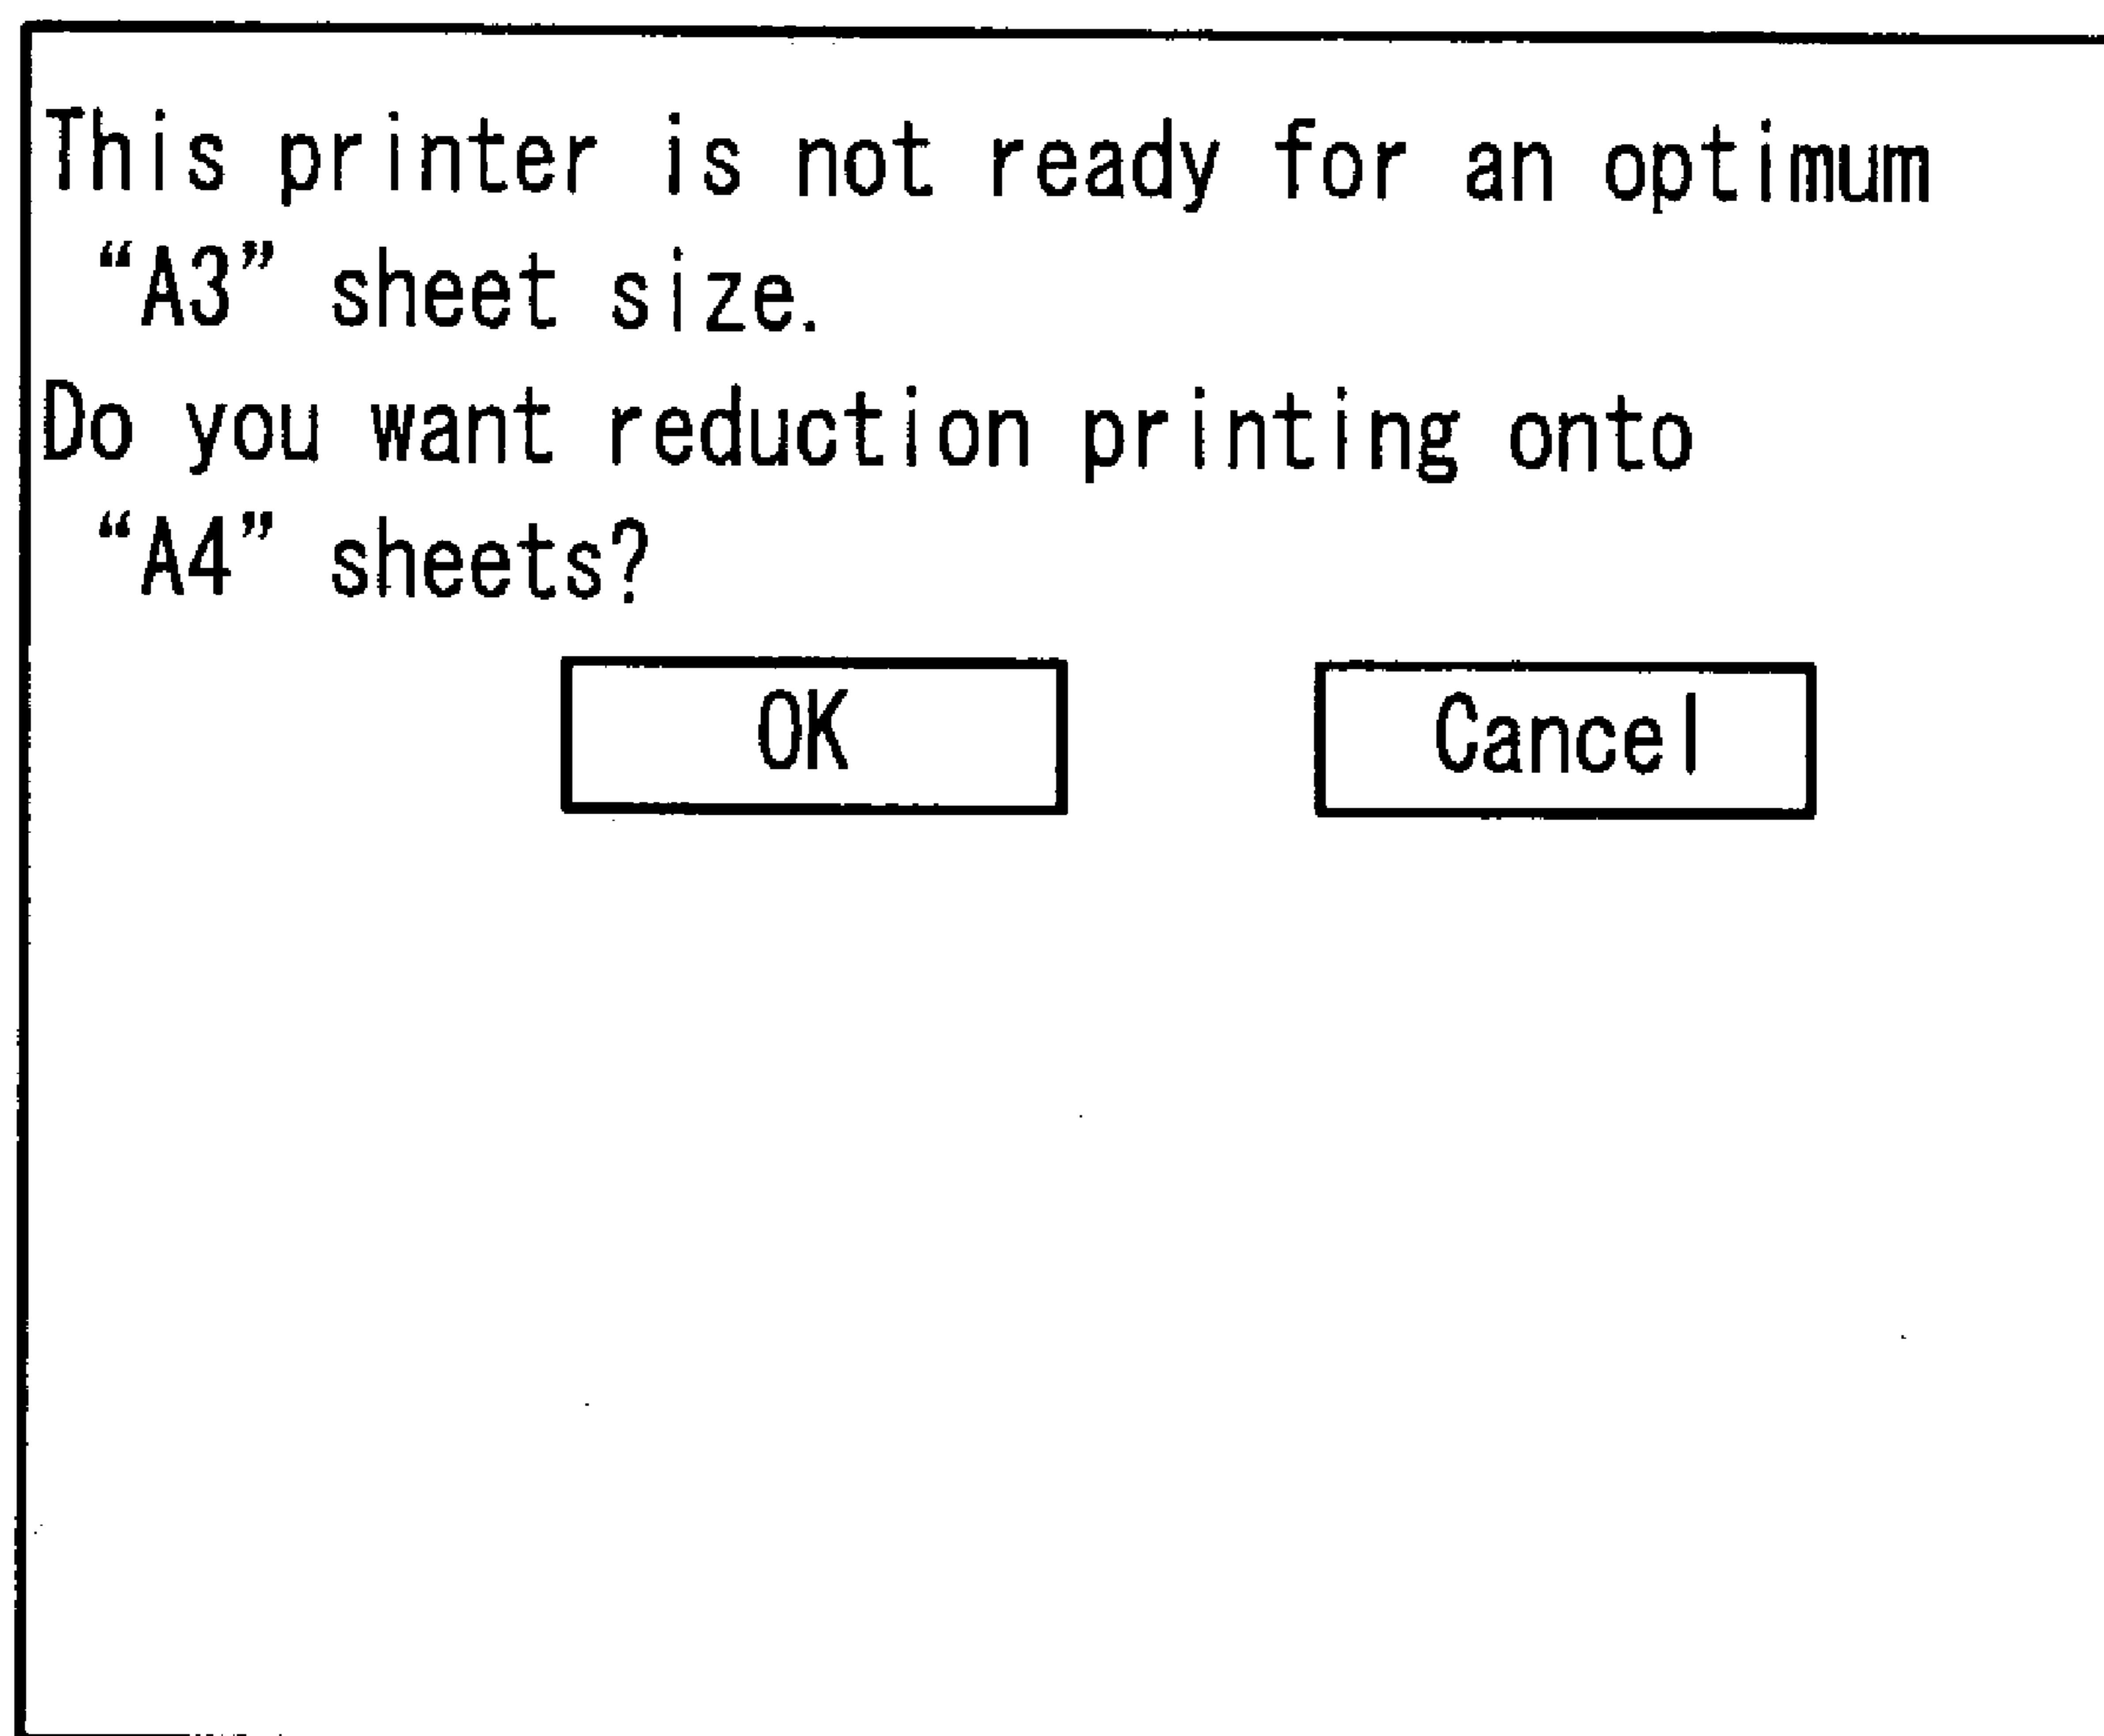 This printer is not ready for an optimum
“A3” sheet size.
Do you want reduction printing onto
“A4” sheets?
OK Cancel